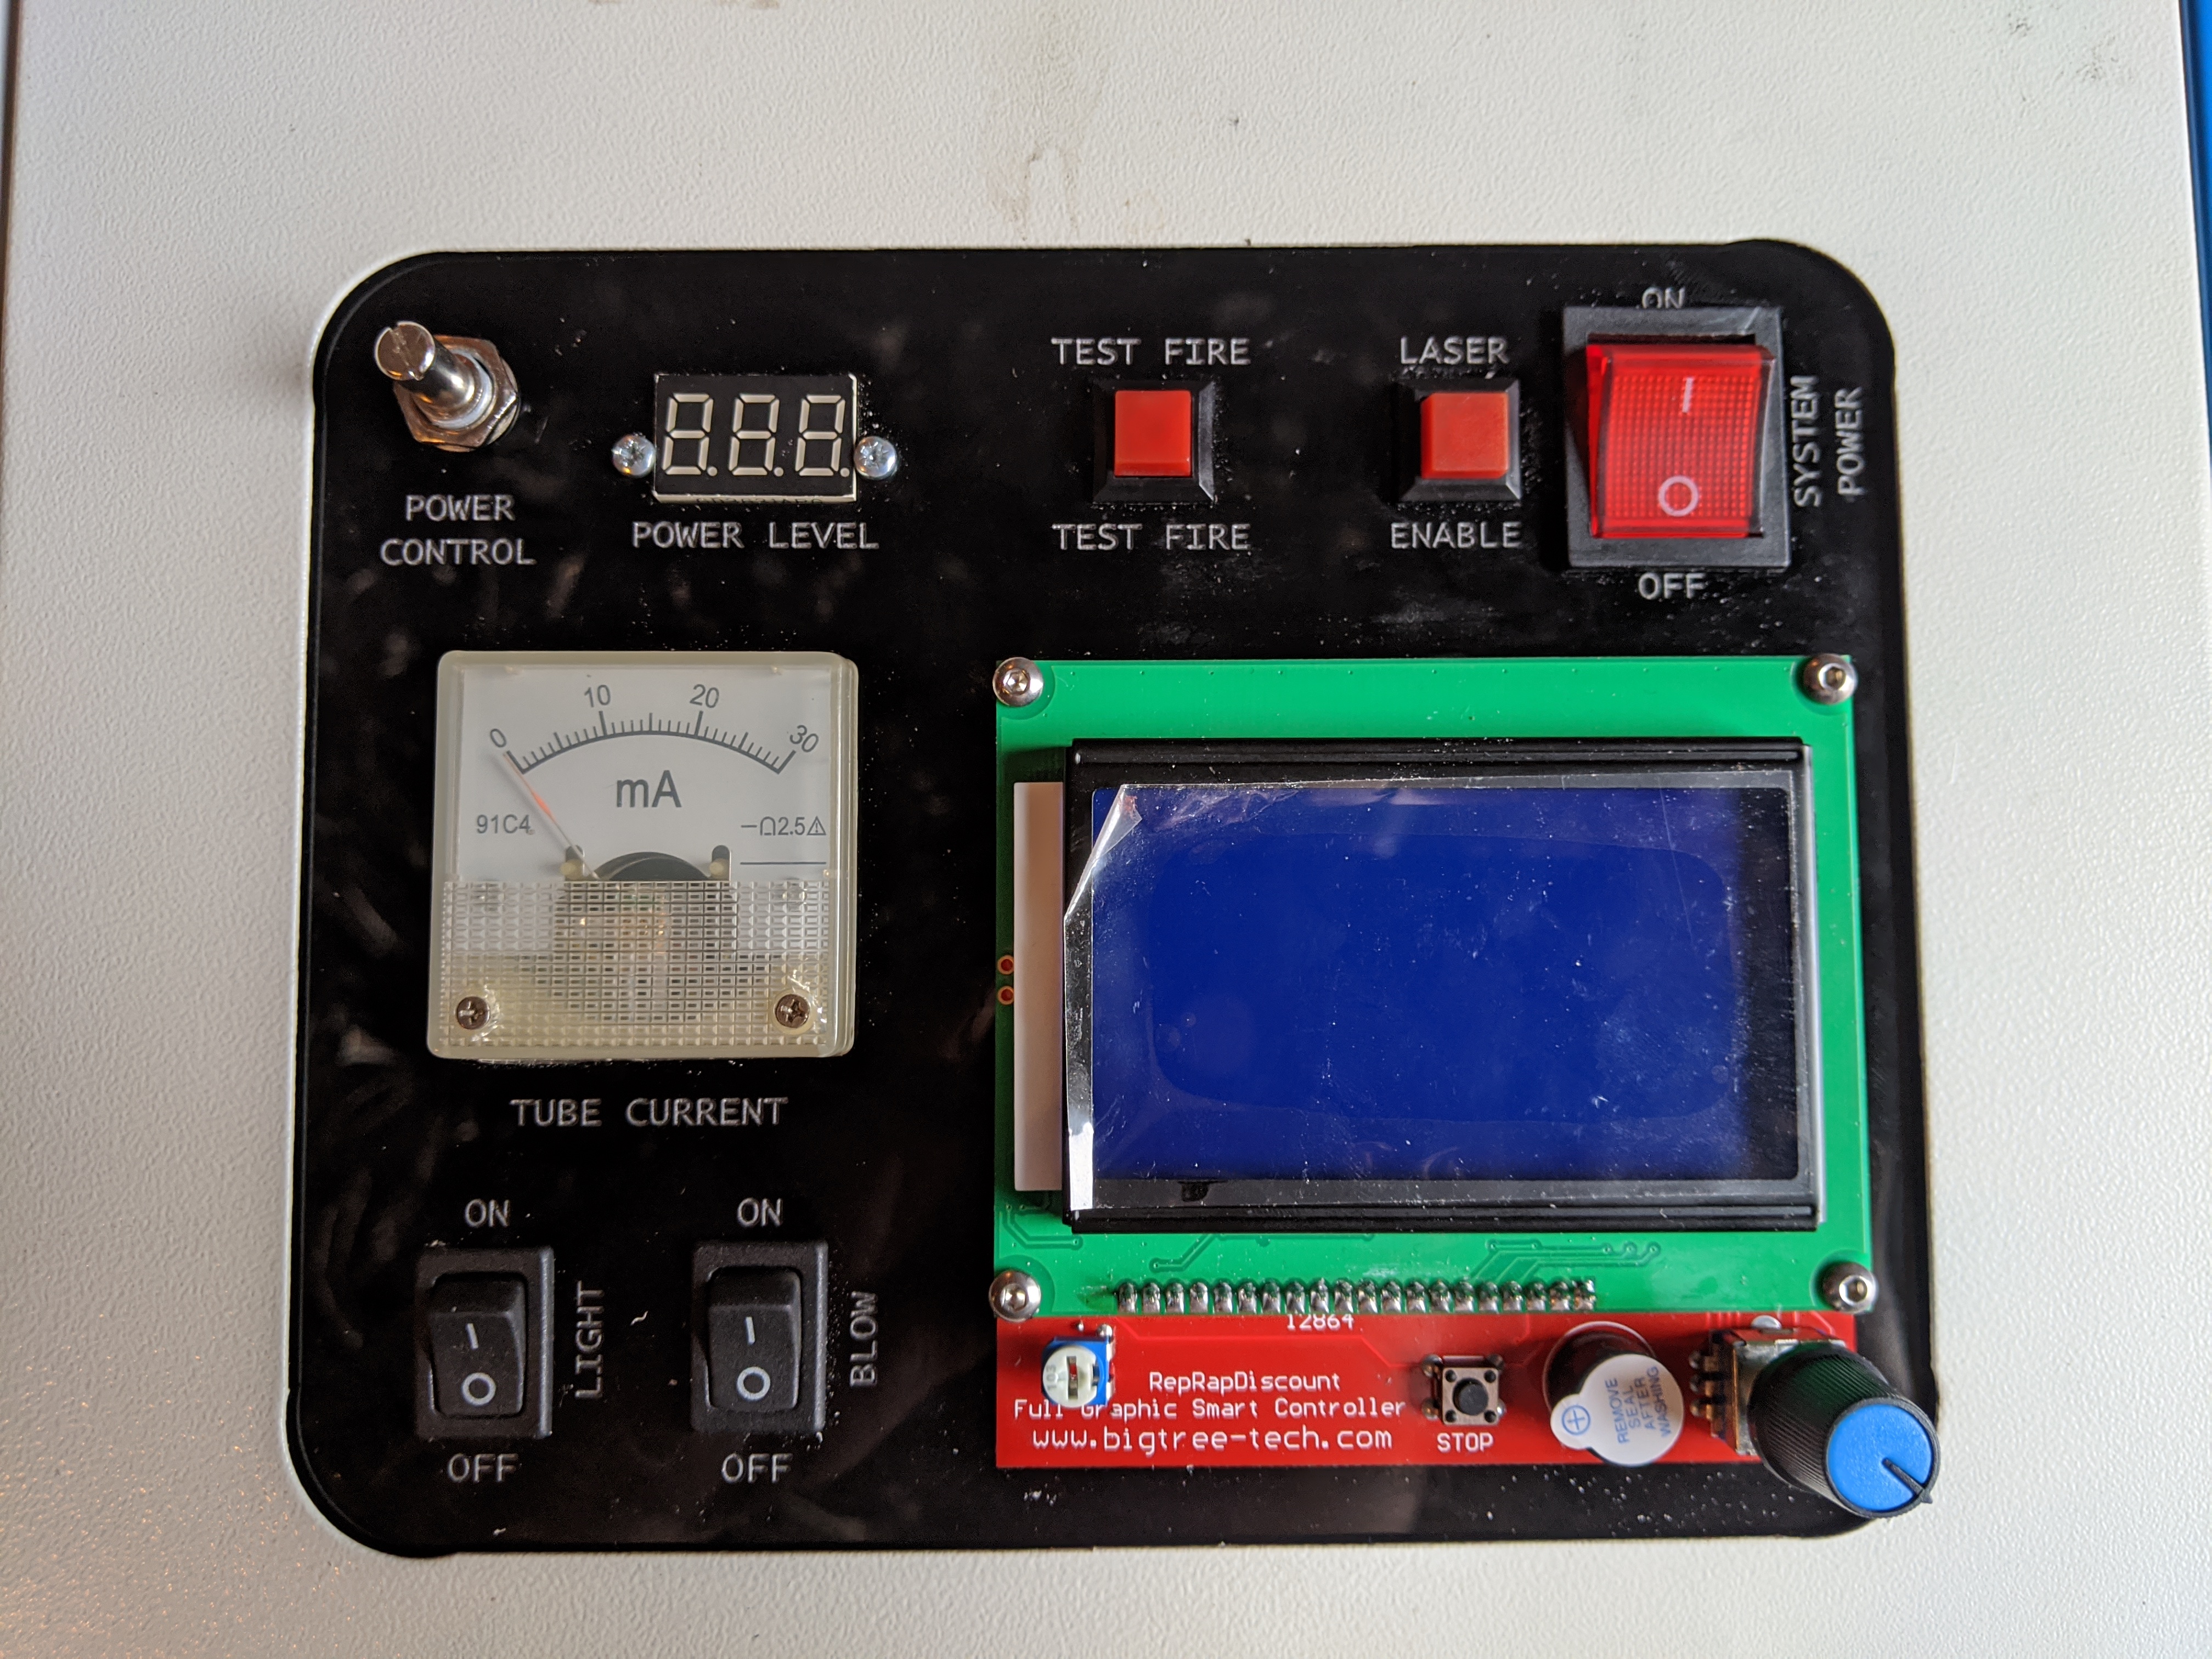 ON
TEST FIRE
LASER
I
O
SYSTEM
POWER
POWER
CONTROL
POWER LEVEL
TEST FIRE
ENABLE
OFF
0 10 20 30
mA
91C4
2.5
TUBE CURRENT
ON
ON
I
O
LIGHT
I
O
BLOW
OFF
OFF
12864
RepRapDiscount
Full Graphic Smart Controller
www.bigtree-tech.com
STOP
REMOVE
SEAL
AFTER
WASHING